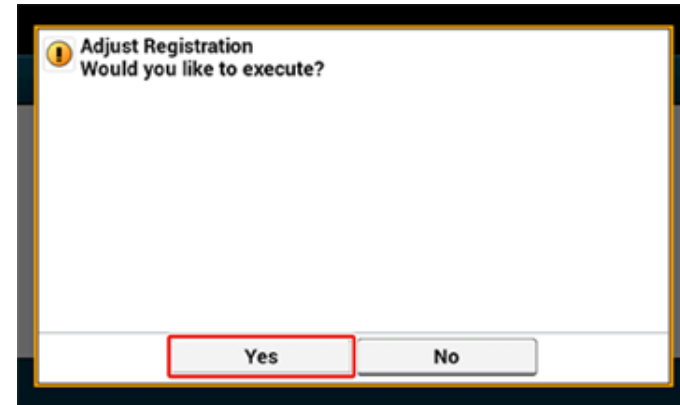 Adjust Registration
Would you like to execute?
Yes
No